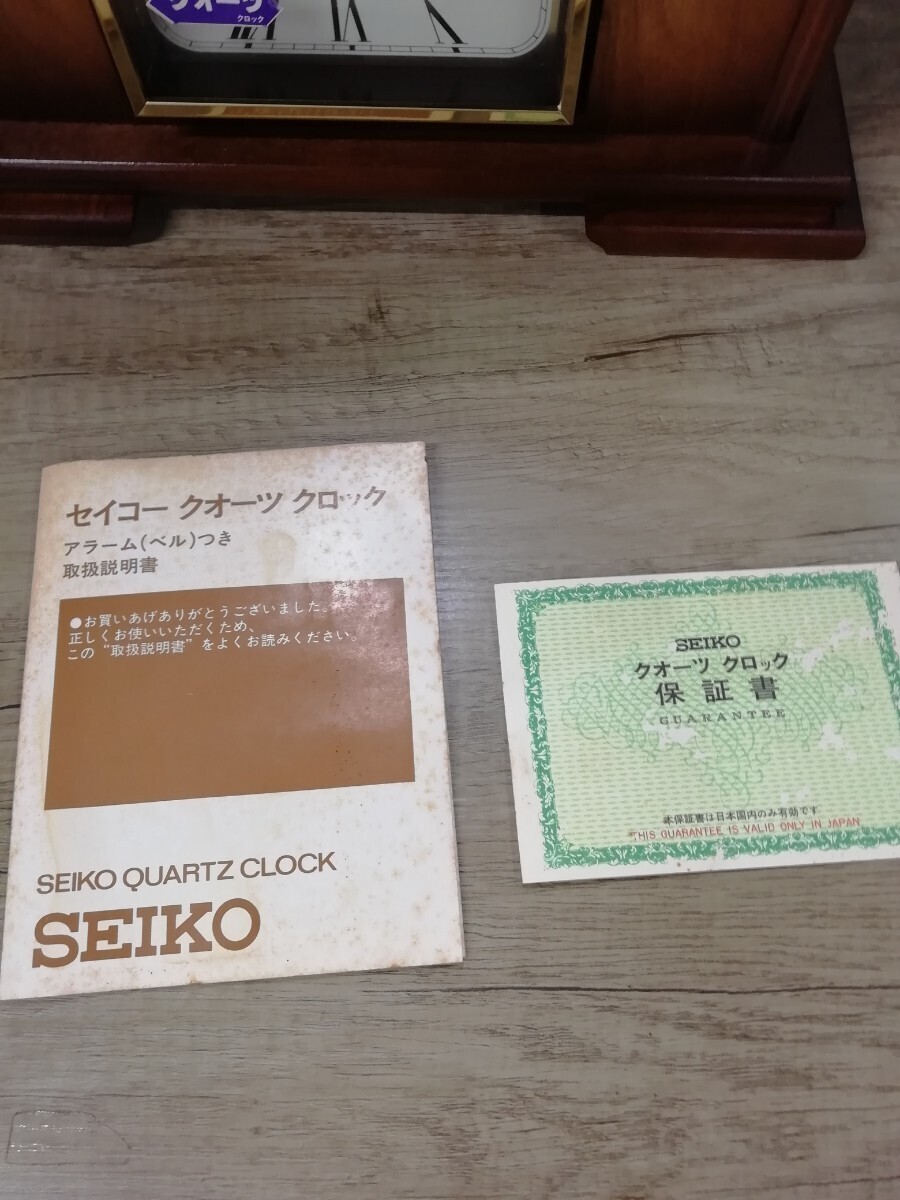 クオーツ
クロック
セイコー クオーツ クロック
アラーム(ベル)つき
取扱説明書
●お買いあげありがとうございました。
正しくお使いいただくため、
この“取扱説明書”をよくお読みください。
SEIKO QUARTZ CLOCK
SEIKO
SEIKO
クオーツ クロック
保証書
GUARANTEE
本保証書は日本国内のみ有効です
THIS GUARANTEE IS VALID ONLY IN JAPAN